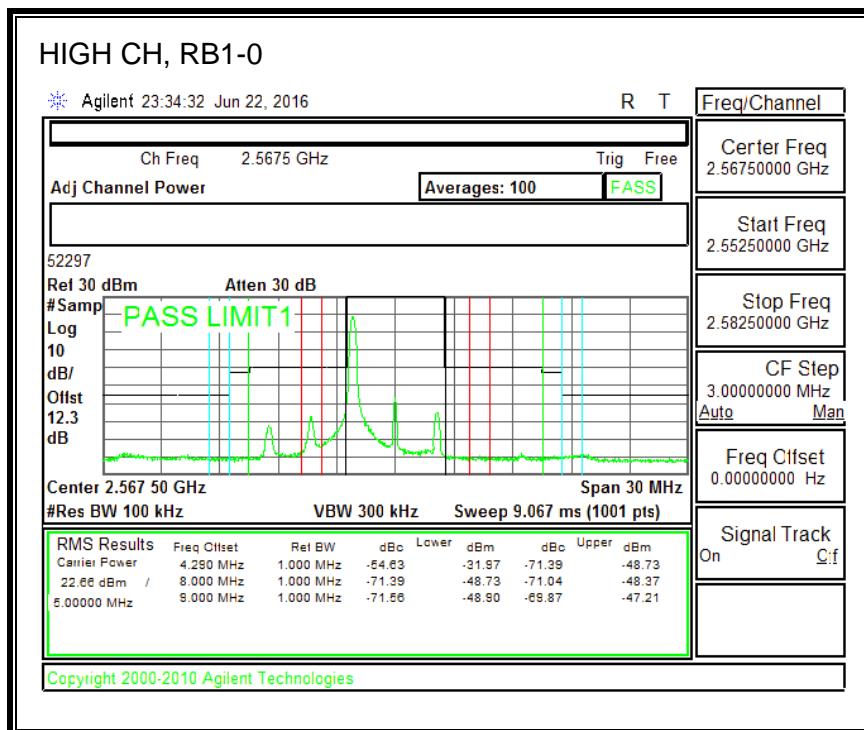 HIGH CH, RB1-0
Agilent 23:34:32 Jun 22, 2016
R T
Freq/Channel
Ch Freq 2.5675 GHz
Trig Free
Adj Channel Power
Averages: 100
PASS
Center Freq
2.56750000 GHz
Start Freq
2.55250000 GHz
52297
Ref 30 dBm
Atten 30 dB
#Samp
Log
10
dB/
Offst
12.3
dB
PASS LIMIT1
Stop Freq
2.58250000 GHz
CF Step
3.00000000 MHz
Auto Man
Freq Offset
0.00000000 Hz
Center 2.567 50 GHz
Span 30 MHz
#Res BW 100 kHz
VBW 300 kHz
Sweep 9.067 ms (1001 pts)
Signal Track
On Off
RMS Results Freq Offset Ref BW dBc Lower dBm dBc Upper dBm
Carrier Power 4.290 MHz 1.000 MHz -54.63 -31.97 -71.39 -48.73
22.66 dBm / 8.000 MHz 1.000 MHz -71.39 -48.73 -71.04 -48.37
5.00000 MHz 9.000 MHz 1.000 MHz -71.56 -48.90 -69.87 -47.21
Copyright 2000-2010 Agilent Technologies